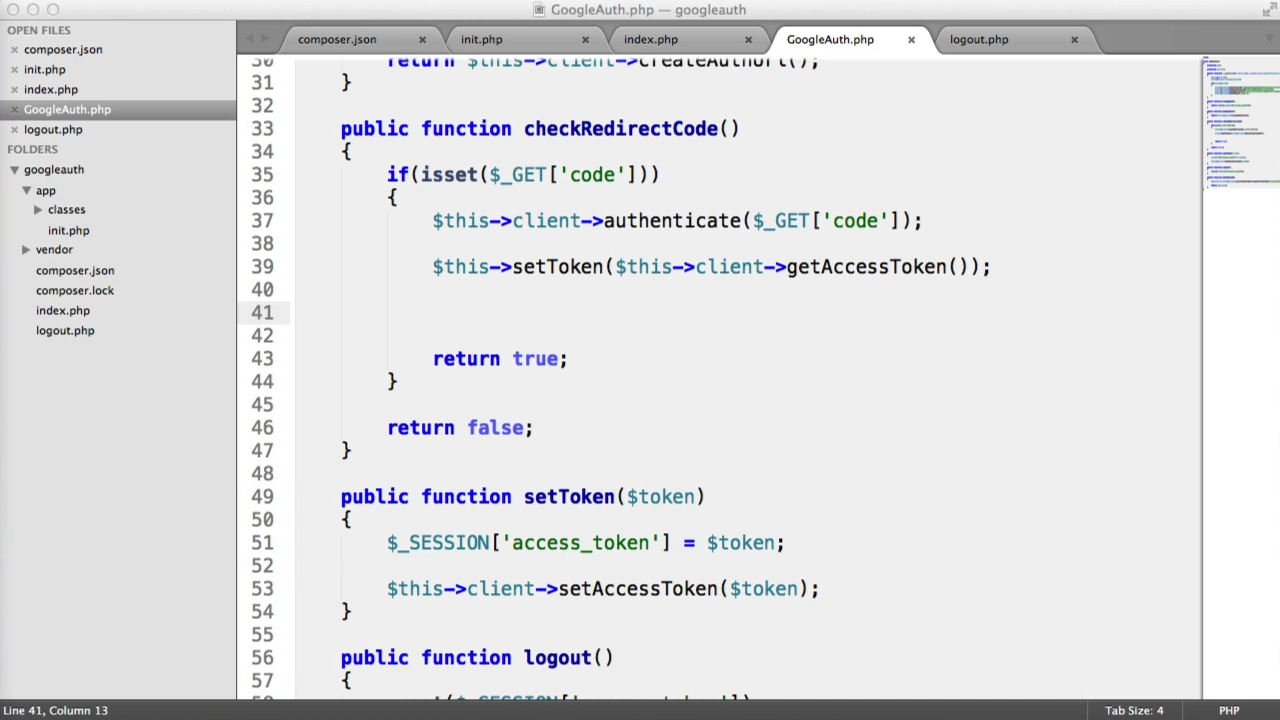 GoogleAuth.php — googleauth
OPEN FILES
composer.json
init.php
index.php
GoogleAuth.php
logout.php
FOLDERS
googleauth
app
classes
init.php
vendor
composer.json
composer.lock
index.php
logout.php
composer.json
init.php
index.php
GoogleAuth.php
logout.php
30 return $this->client->createAuthUrl();
31 }
32
33 public function checkRedirectCode()
34 {
35 if(isset($_GET['code']))
36 {
37 $this->client->authenticate($_GET['code']);
38
39 $this->setToken($this->client->getAccessToken());
40
41
42
43 return true;
44 }
45
46 return false;
47 }
48
49 public function setToken($token)
50 {
51 $_SESSION['access_token'] = $token;
52
53 $this->client->setAccessToken($token);
54 }
55
56 public function logout()
57 {
Line 41, Column 13
Tab Size: 4
PHP